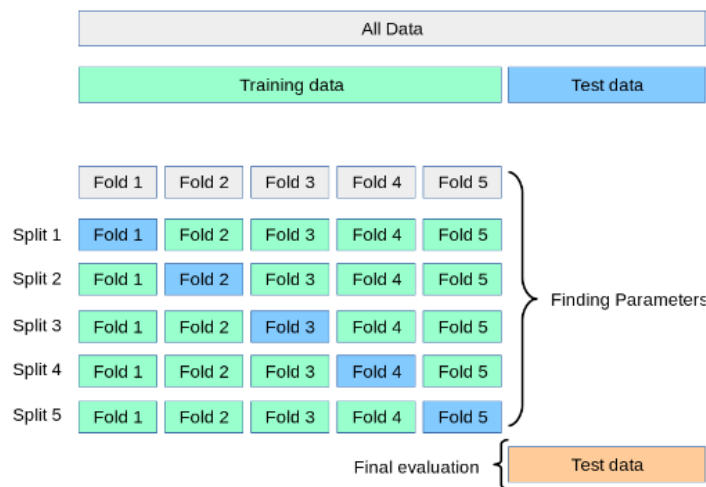 All Data
Training data Test data
Fold 1 Fold 2 Fold 3 Fold 4 Fold 5
Split 1 Fold 1 Fold 2 Fold 3 Fold 4 Fold 5
Split 2 Fold 1 Fold 2 Fold 3 Fold 4 Fold 5
Finding Parameters
Split 3 Fold 1 Fold 2 Fold 3 Fold 4 Fold 5
Split 4 Fold 1 Fold 2 Fold 3 Fold 4 Fold 5
Split 5 Fold 1 Fold 2 Fold 3 Fold 4 Fold 5
Final evaluation Test data